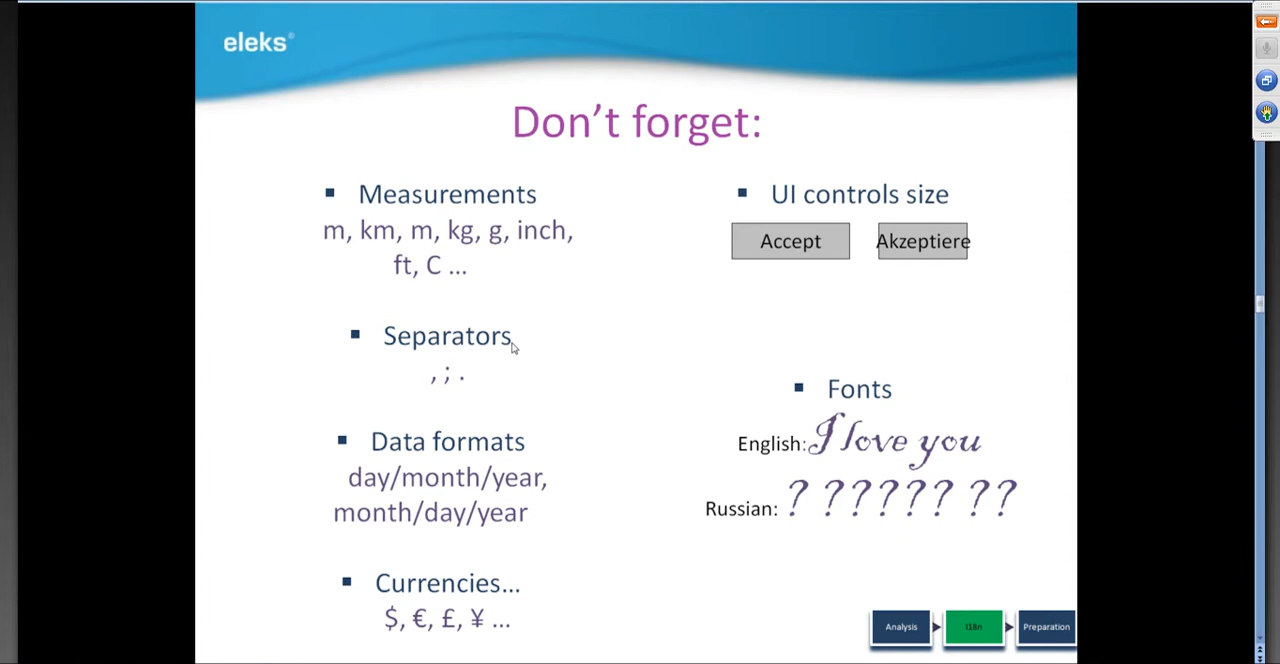 eleks
Don't forget:
Measurements
m, km, m, kg, g, inch,
ft, C ...
Separators
, ; .
Data formats
day/month/year,
month/day/year
Currencies...
$, €, £, ¥ ...
UI controls size
Accept
Akzeptiere
Fonts
English: I love you
Russian: ? ?????? ??
Analysis
I18n
Preparation